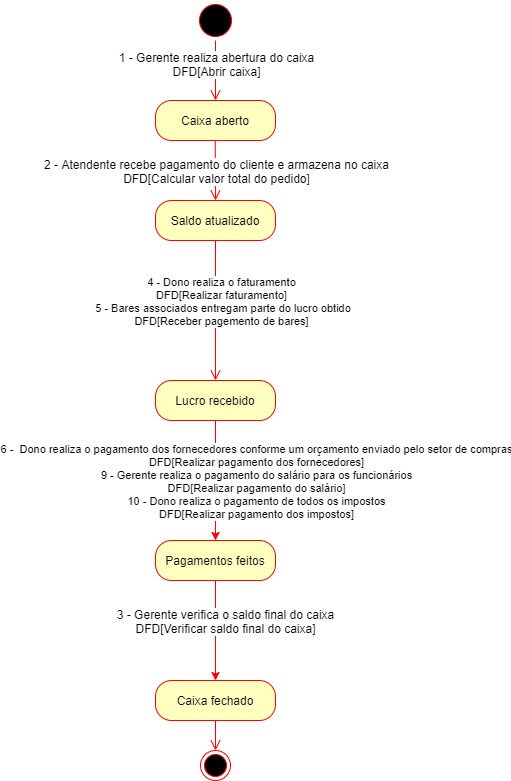 1 - Gerente realiza abertura do caixa
DFD[Abrir caixa]
Caixa aberto
2 - Atendente recebe pagamento do cliente e armazena no caixa
DFD[Calcular valor total do pedido]
Saldo atualizado
4 - Dono realiza o faturamento
DFD[Realizar faturamento]
5 - Bares associados entregam parte do lucro obtido
DFD[Receber pagemento de bares]
Lucro recebido
6 - Dono realiza o pagamento dos fornecedores conforme um orçamento enviado pelo setor de compras
DFD[Realizar pagamento dos fornecedores]
9 - Gerente realiza o pagamento do salário para os funcionários
DFD[Realizar pagamento do salário]
10 - Dono realiza o pagamento de todos os impostos
DFD[Realizar pagamento dos impostos]
Pagamentos feitos
3 - Gerente verifica o saldo final do caixa
DFD[Verificar saldo final do caixa]
Caixa fechado